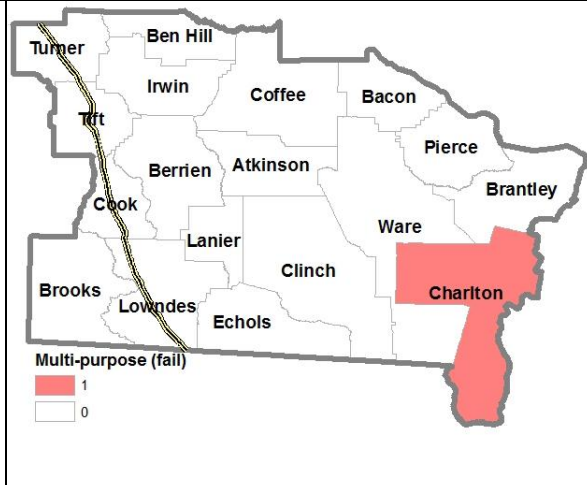 Turner
Ben Hill
Irwin
Coffee
Bacon
Tift
Pierce
Berrien
Atkinson
Brantley
Cook
Ware
Lanier
Clinch
Brooks
Charlton
Lowndes
Echols
Multi-purpose (fail)
1
0